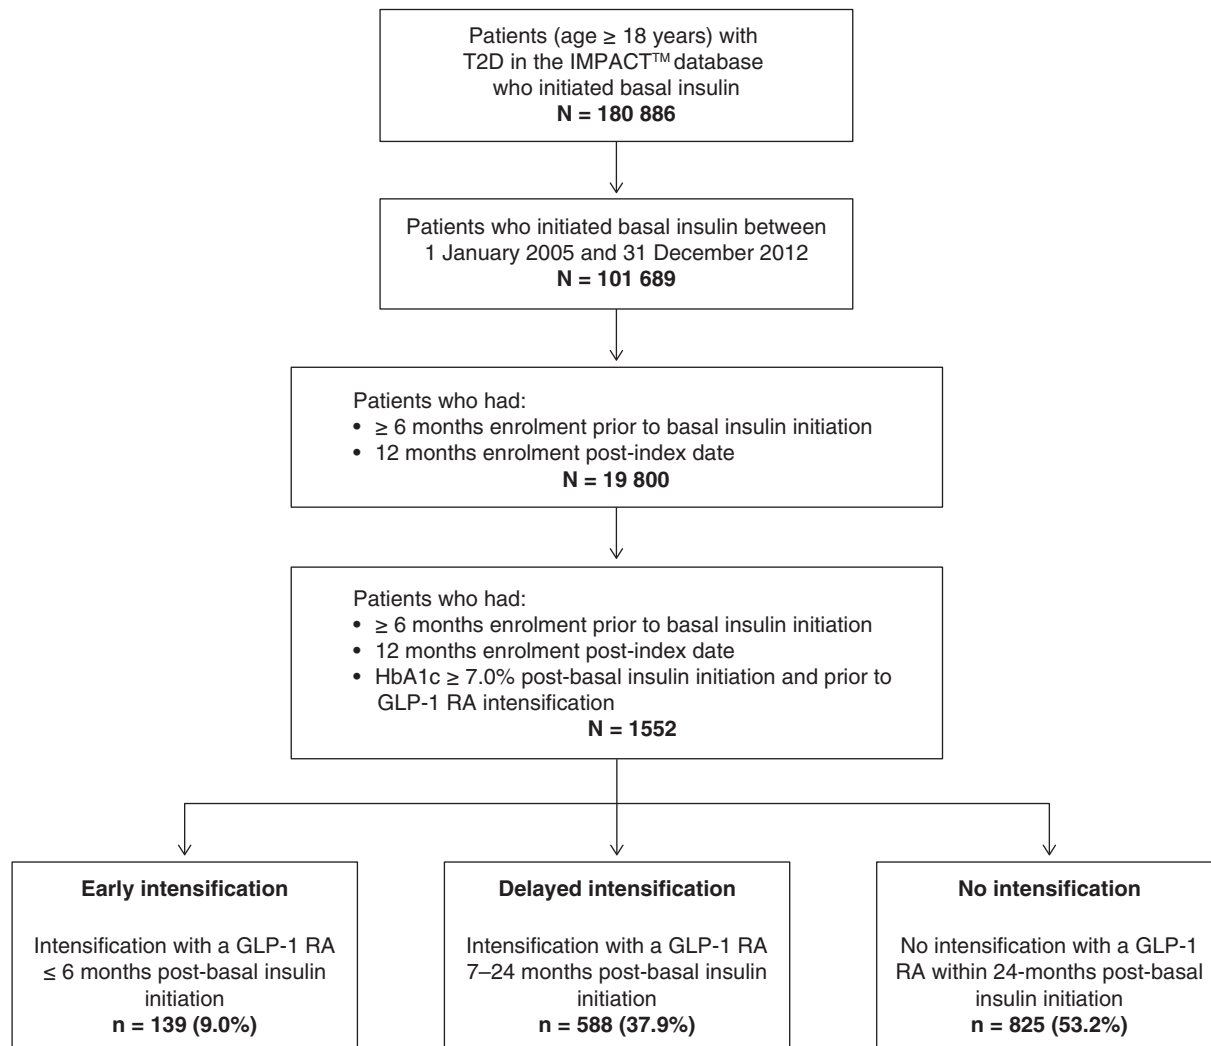 Patients (age ≥ 18 years) with
T2D in the IMPACT™ database
who initiated basal insulin
N = 180 886
Patients who initiated basal insulin between
1 January 2005 and 31 December 2012
N = 101 689
Patients who had:
• ≥ 6 months enrolment prior to basal insulin initiation
• 12 months enrolment post-index date
N = 19 800
Patients who had:
• ≥ 6 months enrolment prior to basal insulin initiation
• 12 months enrolment post-index date
• HbA1c ≥ 7.0% post-basal insulin initiation and prior to
GLP-1 RA intensification
N = 1552
Early intensification
Intensification with a GLP-1 RA
≤ 6 months post-basal insulin
initiation
n = 139 (9.0%)
Delayed intensification
Intensification with a GLP-1 RA
7–24 months post-basal insulin
initiation
n = 588 (37.9%)
No intensification
No intensification with a GLP-1
RA within 24-months post-basal
insulin initiation
n = 825 (53.2%)